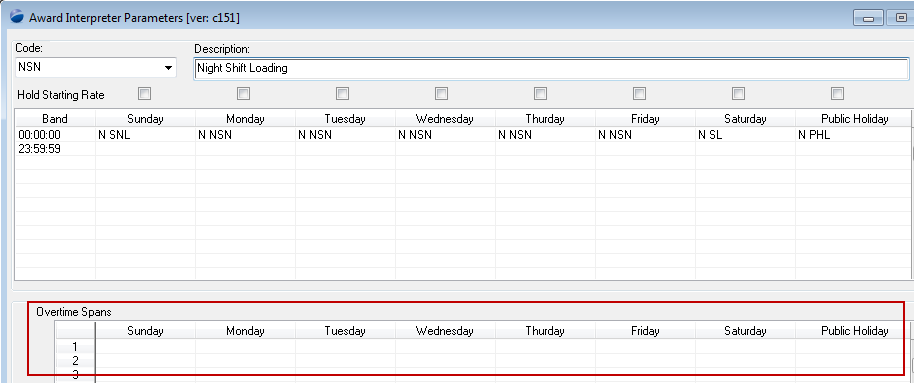 Award Interpreter Parameters [ver: c151]
Code: Description:
NSN Night Shift Loading
Hold Starting Rate
Band Sunday Monday Tuesday Wednesday Thurday Friday Saturday Public Holiday
00:00:00 N SNL N NSN N NSN N NSN N NSN N NSN N SL N PHL
23:59:59
Overtime Spans
Sunday Monday Tuesday Wednesday Thurday Friday Saturday Public Holiday
1
2
3